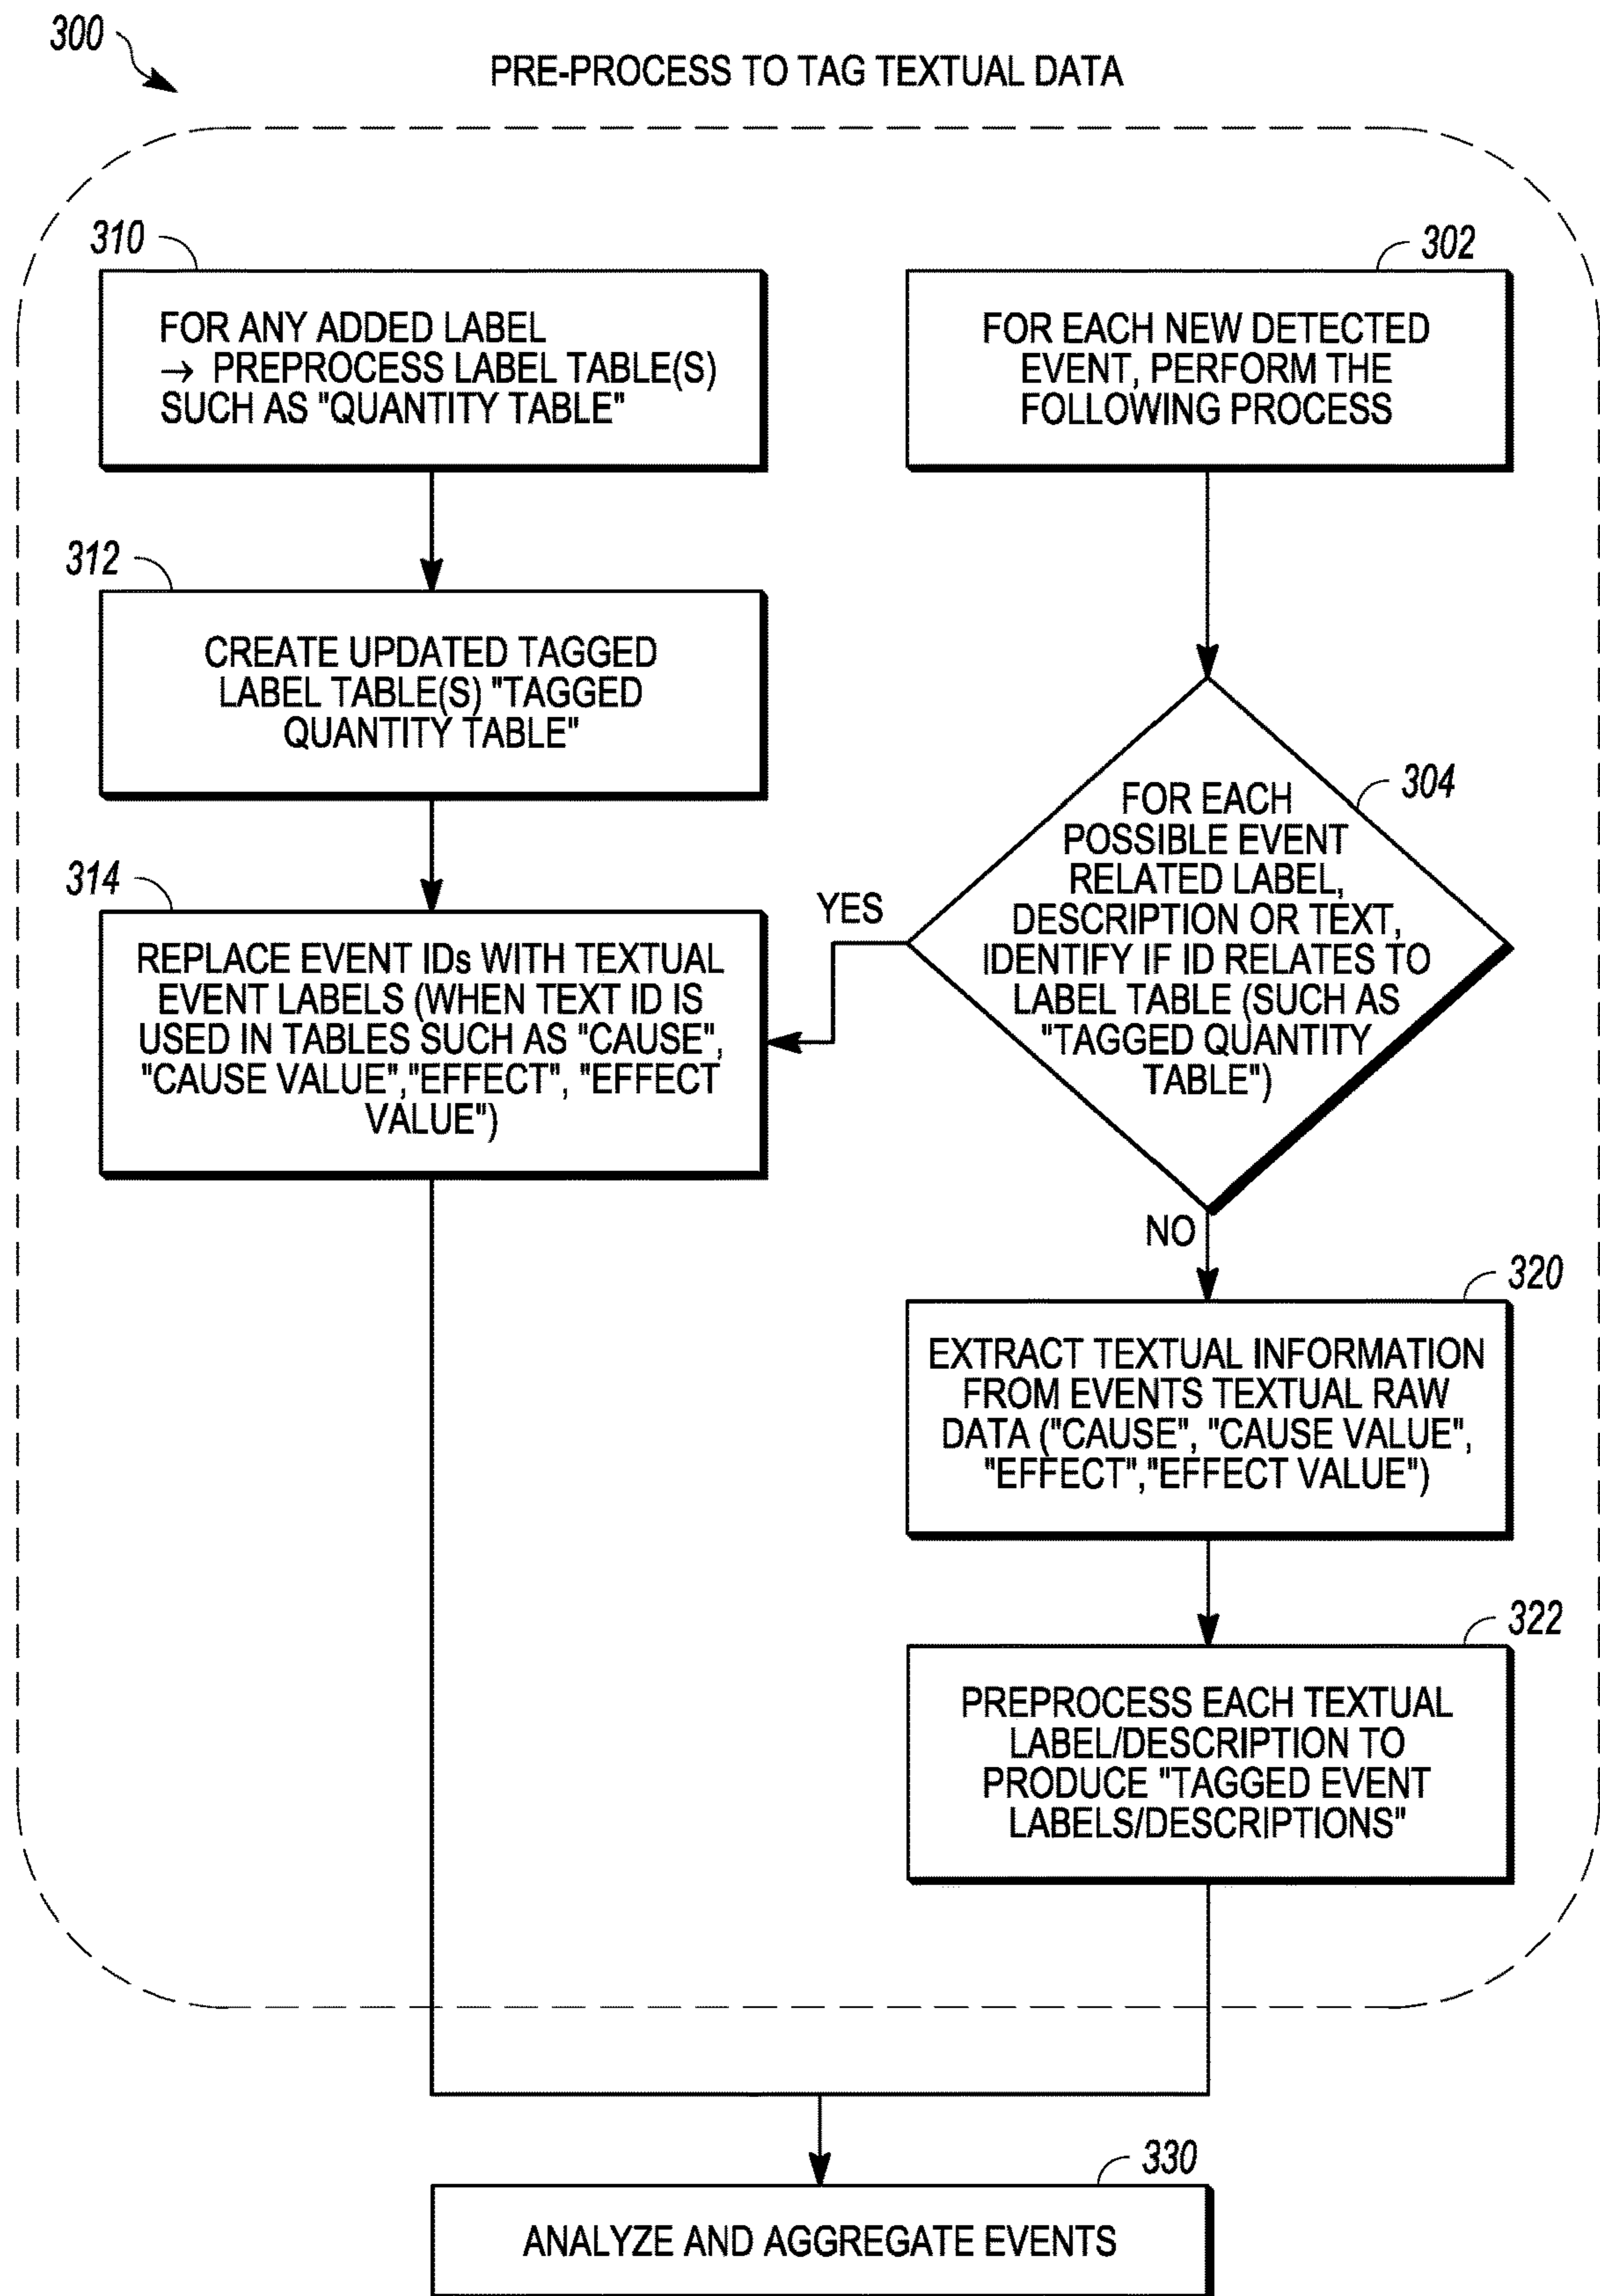 300
PRE-PROCESS TO TAG TEXTUAL DATA
310
FOR ANY ADDED LABEL
→ PREPROCESS LABEL TABLE(S)
SUCH AS "QUANTITY TABLE"
302
FOR EACH NEW DETECTED
EVENT, PERFORM THE
FOLLOWING PROCESS
312
CREATE UPDATED TAGGED
LABEL TABLE(S) "TAGGED
QUANTITY TABLE"
304
FOR EACH
POSSIBLE EVENT
RELATED LABEL,
DESCRIPTION OR TEXT,
IDENTIFY IF ID RELATES TO
LABEL TABLE (SUCH AS
"TAGGED QUANTITY
TABLE")
YES
314
REPLACE EVENT IDs WITH TEXTUAL
EVENT LABELS (WHEN TEXT ID IS
USED IN TABLES SUCH AS "CAUSE",
"CAUSE VALUE","EFFECT", "EFFECT
VALUE")
NO
320
EXTRACT TEXTUAL INFORMATION
FROM EVENTS TEXTUAL RAW
DATA ("CAUSE", "CAUSE VALUE",
"EFFECT","EFFECT VALUE")
322
PREPROCESS EACH TEXTUAL
LABEL/DESCRIPTION TO
PRODUCE "TAGGED EVENT
LABELS/DESCRIPTIONS"
330
ANALYZE AND AGGREGATE EVENTS